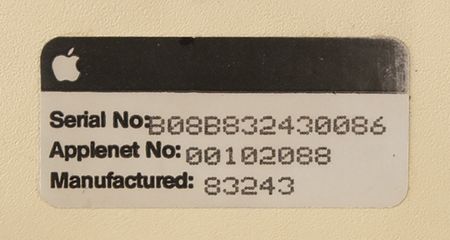 Serial No: B08B832430086
Applenet No: 00102088
Manufactured: 83243